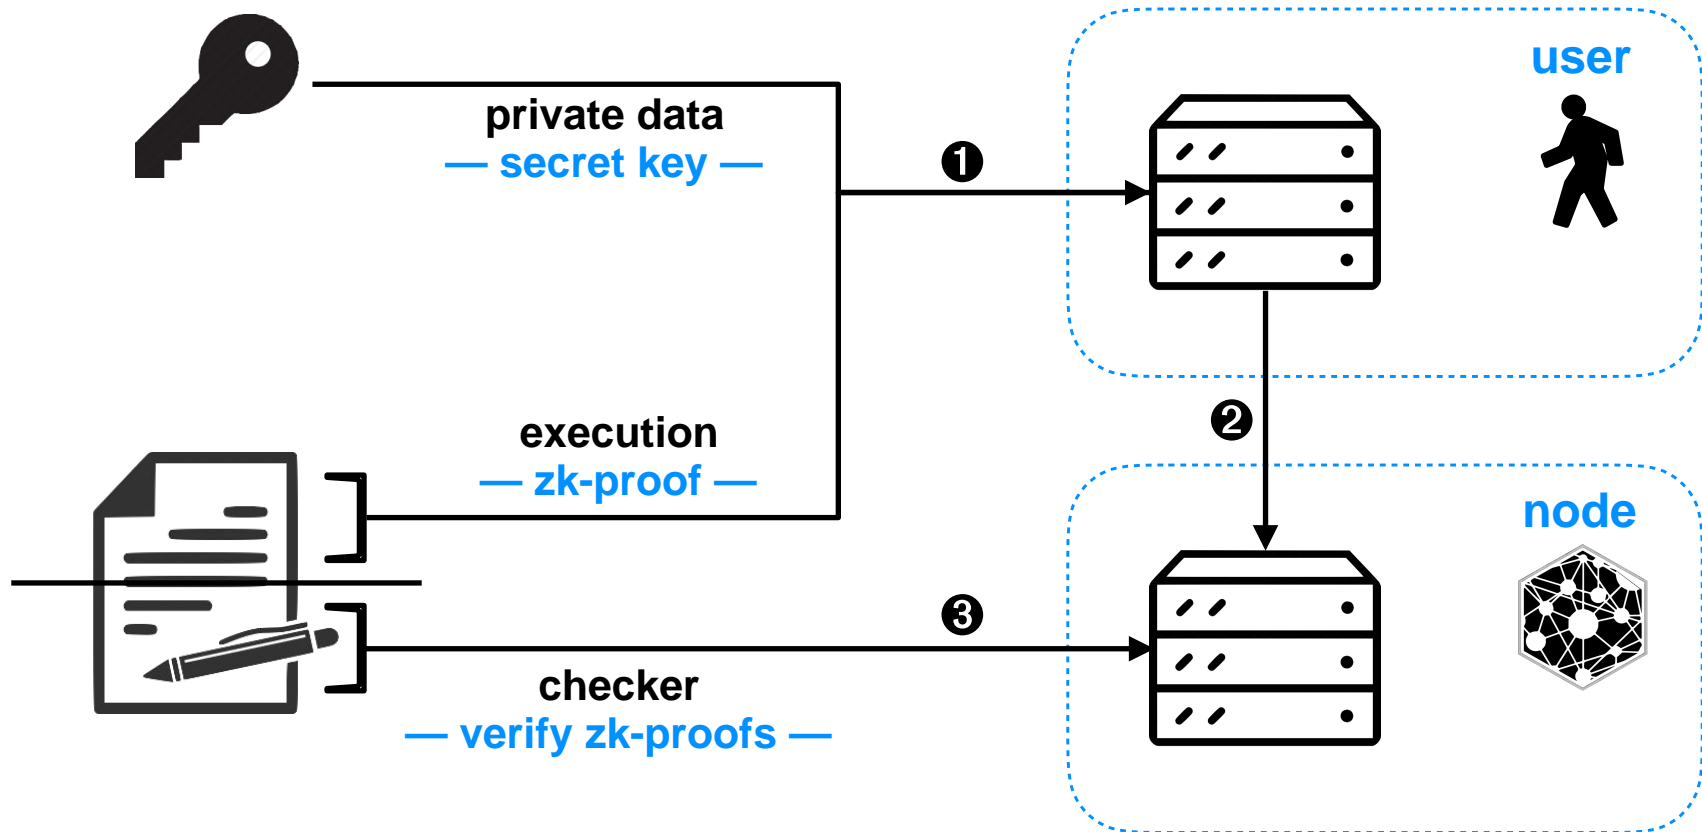 user
private data
— secret key —
❶
❷
execution
— zk-proof —
node
❸
checker
— verify zk-proofs —